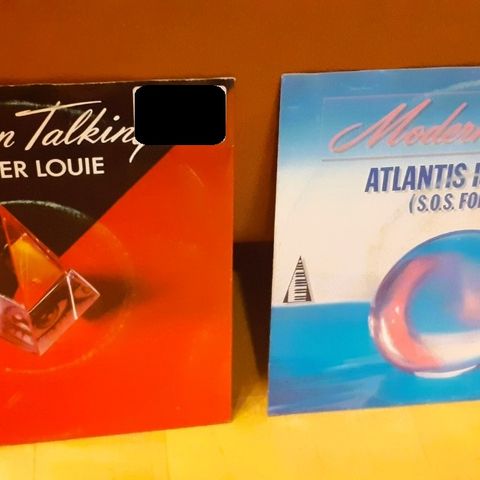 n Talking
ER LOUIE
Modern
ATLANTIS I
(S.O.S. FO